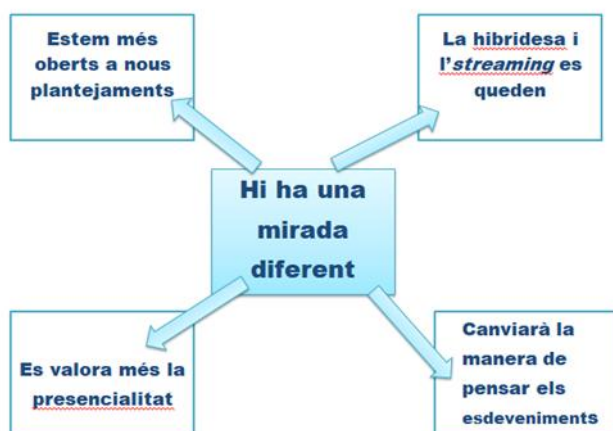 Estem més
oberts a nous
plantejaments
La hibridesa i
l'streaming es
queden
Hi ha una
mirada
diferent
Es valora més la
presencialitat
Canviarà la
manera de
pensar els
esdeveniments